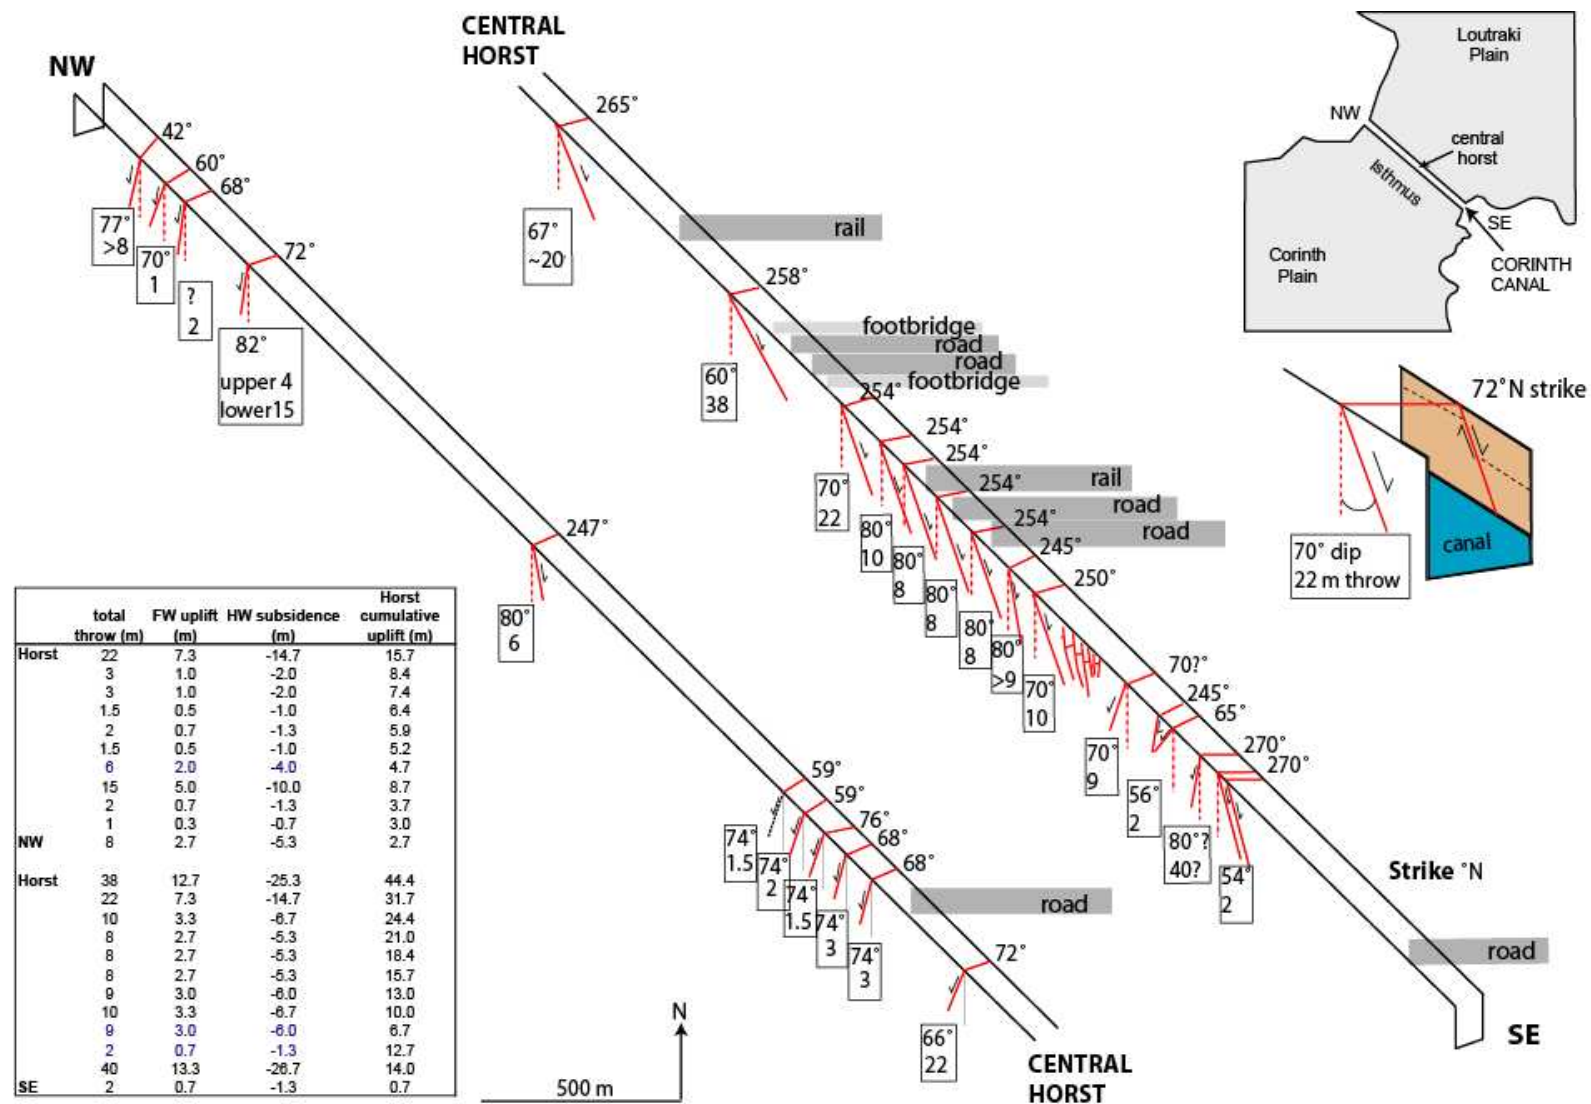 NW
CENTRAL
HORST
42°
60°
68°
72°
77°
>8
70°
1
?
2
82°
upper 4
lower15
247°
80°
6
59°
59°
76°
68°
68°
74°
1.5
74°
2
74°
1.5
74°
3
74°
3
road
72°
66°
22
CENTRAL
HORST
500 m
N
265°
67°
~20
rail
258°
60°
38
footbridge
road
road
footbridge
254°
254°
254°
254°
254°
245°
250°
rail
road
road
70°
22
80°
10
80°
8
80°
8
80°
8
80°
>9
70°
10
70?°
245°
65°
270°
270°
70°
9
56°
2
80°?
40?
54°
2
Strike °N
road
SE
Loutraki
Plain
NW
central
horst
Isthmus
SE
Corinth
Plain
CORINTH
CANAL
72°N strike
70° dip
22 m throw
canal
total throw (m) FW uplift (m) HW subsidence (m) Horst cumulative uplift (m)
Horst 22 7.3 -14.7 15.7
3 1.0 -2.0 8.4
3 1.0 -2.0 7.4
1.5 0.5 -1.0 6.4
2 0.7 -1.3 5.9
1.5 0.5 -1.0 5.2
6 2.0 -4.0 4.7
15 5.0 -10.0 8.7
2 0.7 -1.3 3.7
1 0.3 -0.7 3.0
NW 8 2.7 -5.3 2.7
Horst 38 12.7 -25.3 44.4
22 7.3 -14.7 31.7
10 3.3 -6.7 24.4
8 2.7 -5.3 21.0
8 2.7 -5.3 18.4
8 2.7 -5.3 15.7
9 3.0 -6.0 13.0
10 3.3 -6.7 10.0
9 3.0 -6.0 6.7
2 0.7 -1.3 12.7
40 13.3 -26.7 14.0
SE 2 0.7 -1.3 0.7